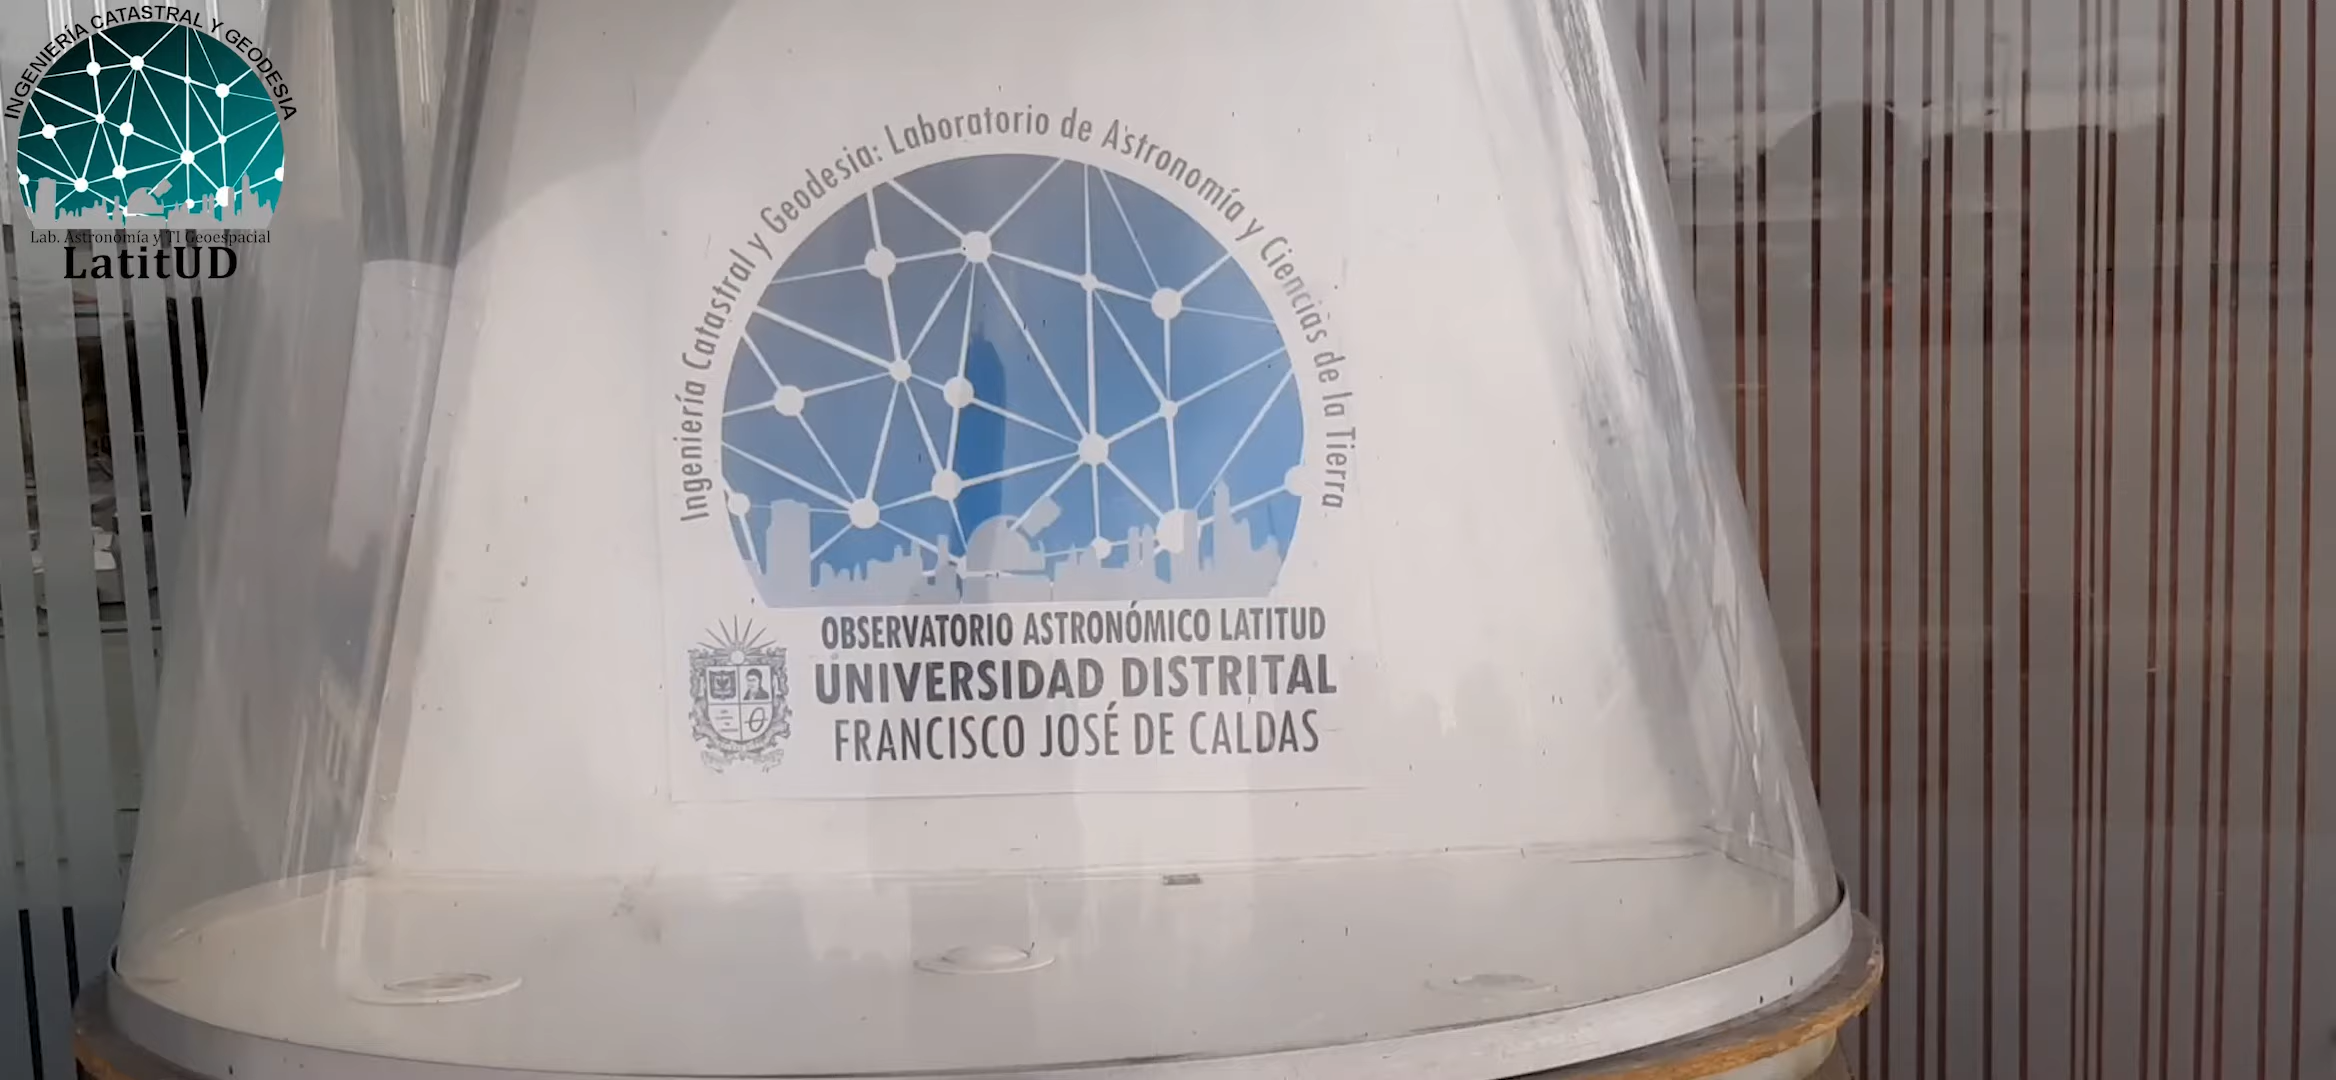 INGENIERÍA CATASTRAL Y GEODESIA
Lab. Astronomía y TI Geoespacial
LatitUD
Ingeniería Catastral y Geodesia: Laboratorio de Astronomía y Ciencias de la Tierra
OBSERVATORIO ASTRONÓMICO LATITUD
UNIVERSIDAD DISTRITAL
FRANCISCO JOSÉ DE CALDAS